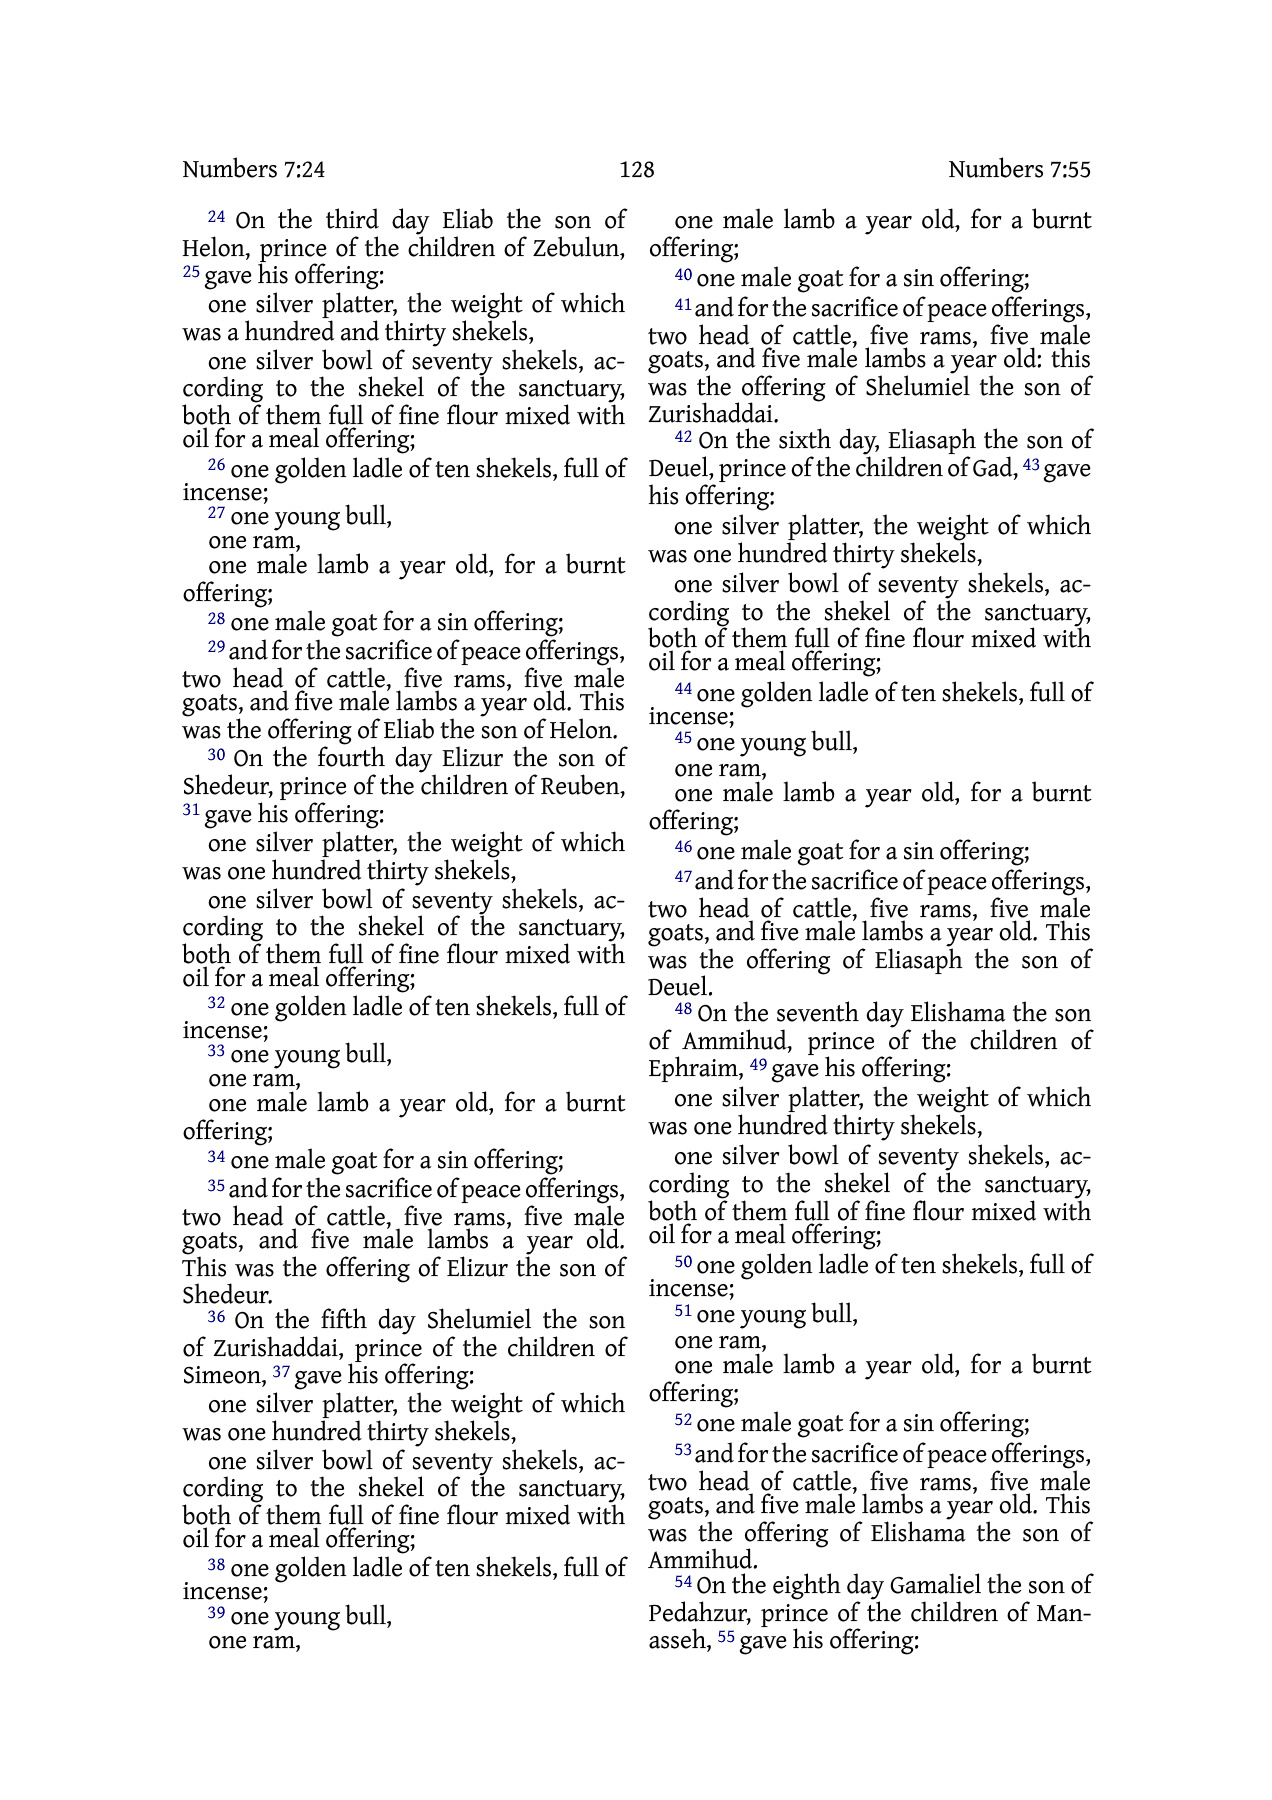 Numbers 7:24 128 Numbers 7:55
24 On the third day Eliab the son of
Helon, prince of the children of Zebulun,
25 gave his offering:
one silver platter, the weight of which
was a hundred and thirty shekels,
one silver bowl of seventy shekels, ac-
cording to the shekel of the sanctuary,
both of them full of fine flour mixed with
oil for a meal offering;
26 one golden ladle of ten shekels, full of
incense;
27 one young bull,
one ram,
one male lamb a year old, for a burnt
offering;
28 one male goat for a sin offering;
29 and for the sacrifice of peace offerings,
two head of cattle, five rams, five male
goats, and five male lambs a year old. This
was the offering of Eliab the son of Helon.
30 On the fourth day Elizur the son of
Shedeur, prince of the children of Reuben,
31 gave his offering:
one silver platter, the weight of which
was one hundred thirty shekels,
one silver bowl of seventy shekels, ac-
cording to the shekel of the sanctuary,
both of them full of fine flour mixed with
oil for a meal offering;
32 one golden ladle of ten shekels, full of
incense;
33 one young bull,
one ram,
one male lamb a year old, for a burnt
offering;
34 one male goat for a sin offering;
35 and for the sacrifice of peace offerings,
two head of cattle, five rams, five male
goats, and five male lambs a year old.
This was the offering of Elizur the son of
Shedeur.
36 On the fifth day Shelumiel the son
of Zurishaddai, prince of the children of
Simeon, 37 gave his offering:
one silver platter, the weight of which
was one hundred thirty shekels,
one silver bowl of seventy shekels, ac-
cording to the shekel of the sanctuary,
both of them full of fine flour mixed with
oil for a meal offering;
38 one golden ladle of ten shekels, full of
incense;
39 one young bull,
one ram,
one male lamb a year old, for a burnt
offering;
40 one male goat for a sin offering;
41 and for the sacrifice of peace offerings,
two head of cattle, five rams, five male
goats, and five male lambs a year old: this
was the offering of Shelumiel the son of
Zurishaddai.
42 On the sixth day, Eliasaph the son of
Deuel, prince of the children of Gad, 43 gave
his offering:
one silver platter, the weight of which
was one hundred thirty shekels,
one silver bowl of seventy shekels, ac-
cording to the shekel of the sanctuary,
both of them full of fine flour mixed with
oil for a meal offering;
44 one golden ladle of ten shekels, full of
incense;
45 one young bull,
one ram,
one male lamb a year old, for a burnt
offering;
46 one male goat for a sin offering;
47 and for the sacrifice of peace offerings,
two head of cattle, five rams, five male
goats, and five male lambs a year old. This
was the offering of Eliasaph the son of
Deuel.
48 On the seventh day Elishama the son
of Ammihud, prince of the children of
Ephraim, 49 gave his offering:
one silver platter, the weight of which
was one hundred thirty shekels,
one silver bowl of seventy shekels, ac-
cording to the shekel of the sanctuary,
both of them full of fine flour mixed with
oil for a meal offering;
50 one golden ladle of ten shekels, full of
incense;
51 one young bull,
one ram,
one male lamb a year old, for a burnt
offering;
52 one male goat for a sin offering;
53 and for the sacrifice of peace offerings,
two head of cattle, five rams, five male
goats, and five male lambs a year old. This
was the offering of Elishama the son of
Ammihud.
54 On the eighth day Gamaliel the son of
Pedahzur, prince of the children of Man-
asseh, 55 gave his offering: